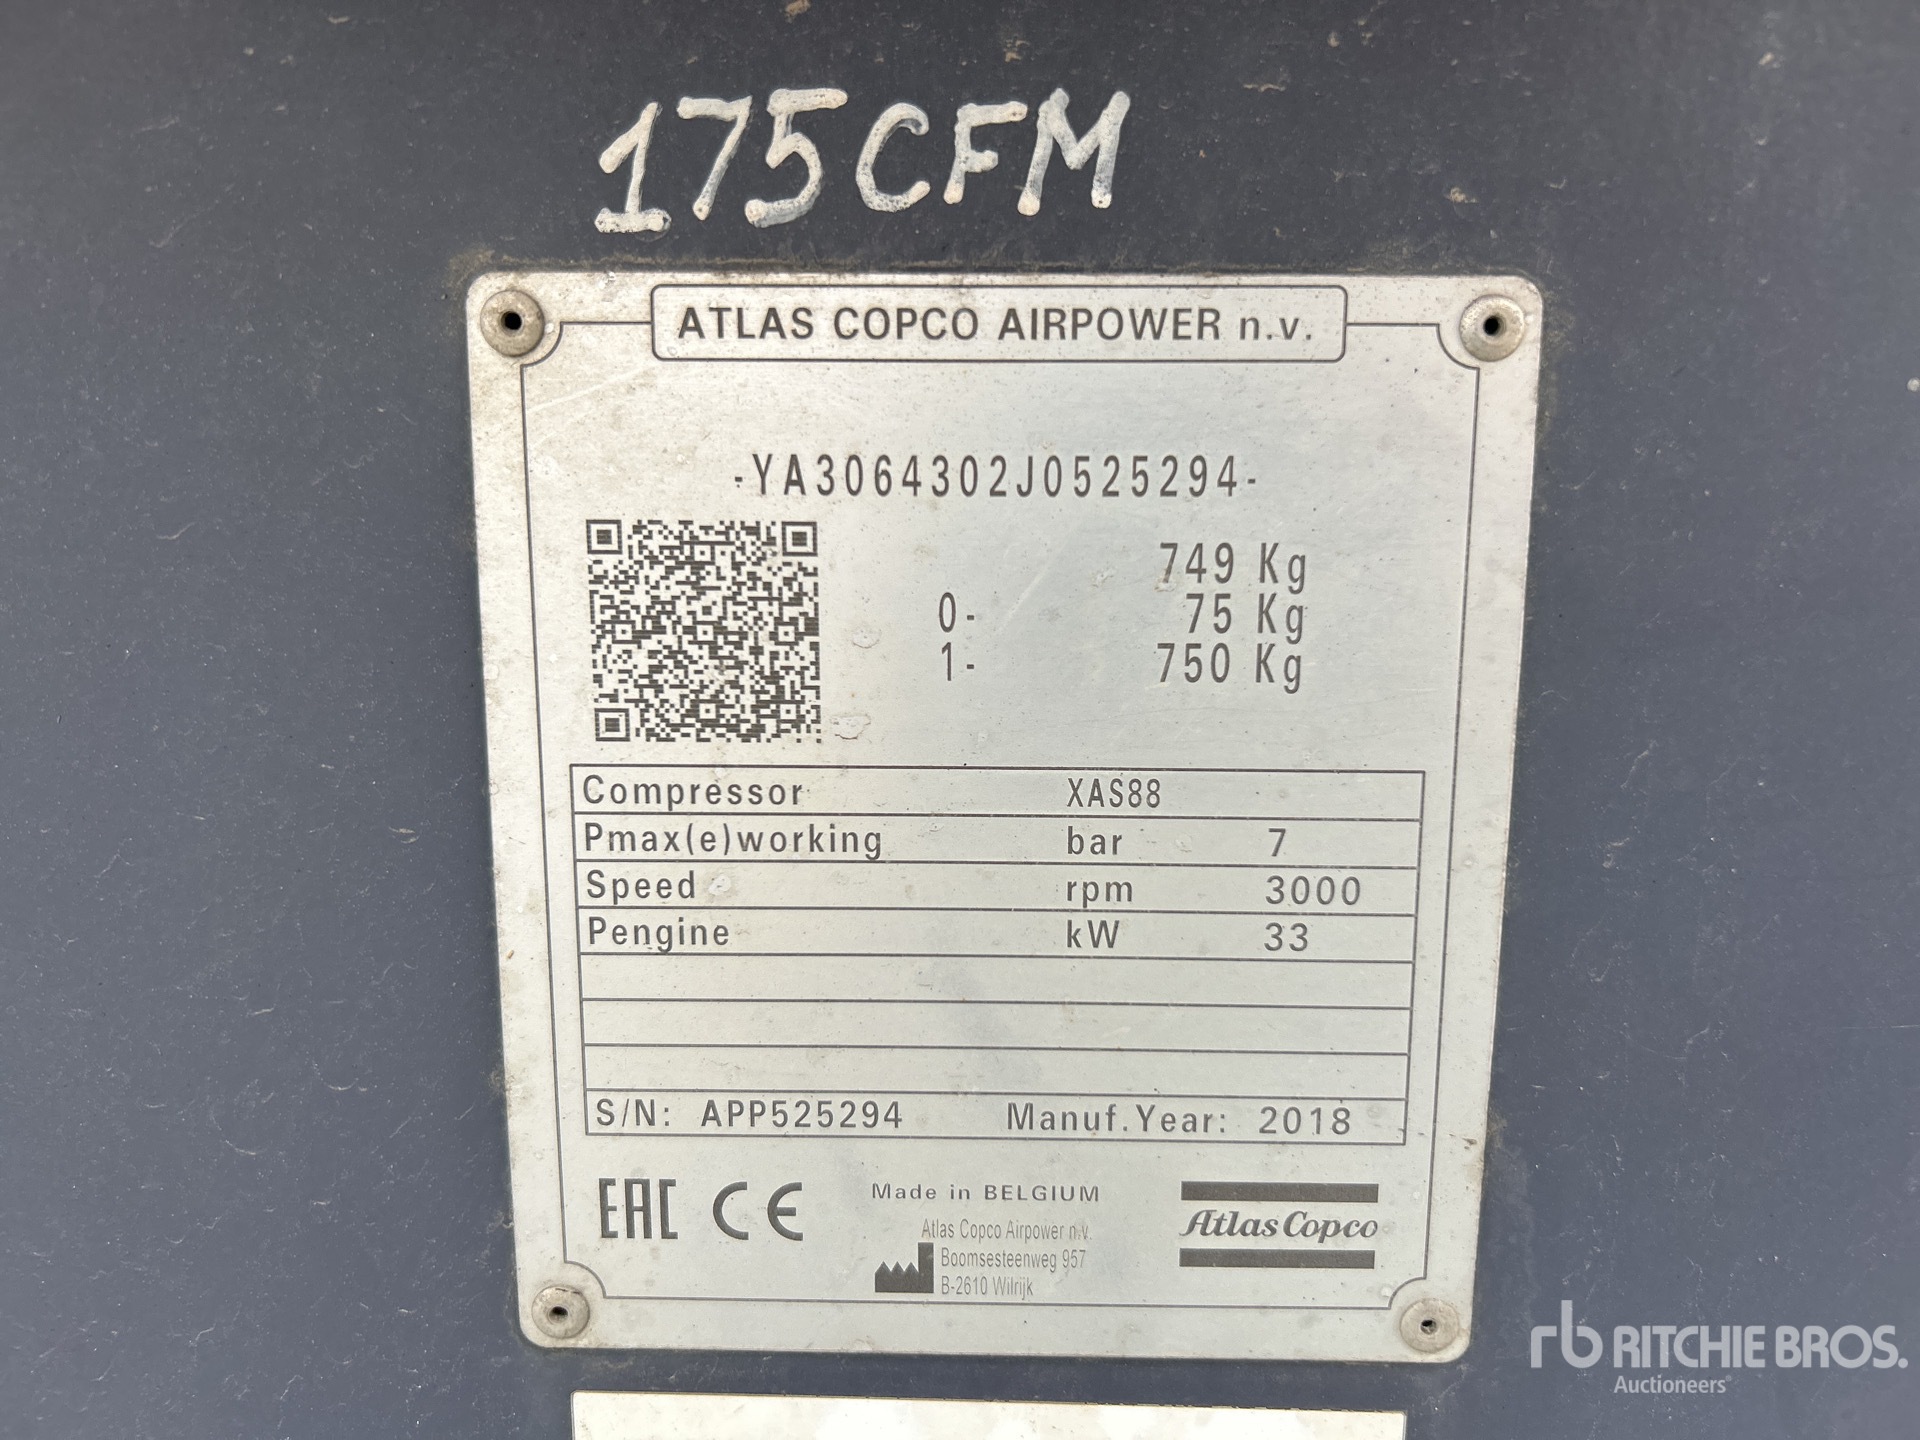 175CFM
ATLAS COPCO AIRPOWER n.v.
-YA3064302J0525294-
749 Kg
0- 75 Kg
1- 750 Kg
Compressor XAS88
Pmax(e)working bar 7
Speed rpm 3000
Pengine kW 33
S/N: APP525294 Manuf.Year: 2018
EAC CE
Made in BELGIUM
Atlas Copco Airpower n.v.
Boomsesteenweg 957
B-2610 Wilrijk
Atlas Copco
rb RITCHIE BROS.
Auctioneers